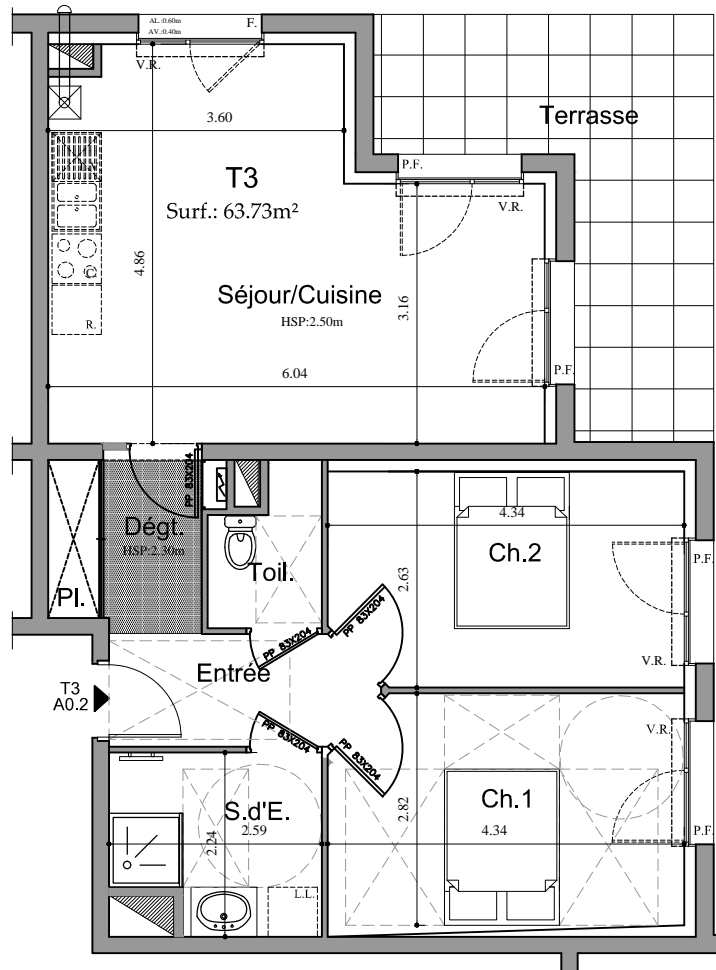 AL.:0.60m
AV.:0.40m
F.
V.R.
3.60
Terrasse
P.F.
T3
V.R.
Surf.: 63.73m²
4.86
Séjour/Cuisine
3.16
HSP:2.50m
C
R.
6.04
P.F.
PP 83X204
4.34
Dégt.
HSP:2.30m
Ch.2
P.F.
Toil.
2.63
Pl.
PP 83X204
PP 83X204
V.R.
Entrée
T3
A0.2
V.R.
PP 83X204
PP 83X204
Ch.1
S.d'E.
2.82
2.59
4.34
P.F.
2.24
L.L.